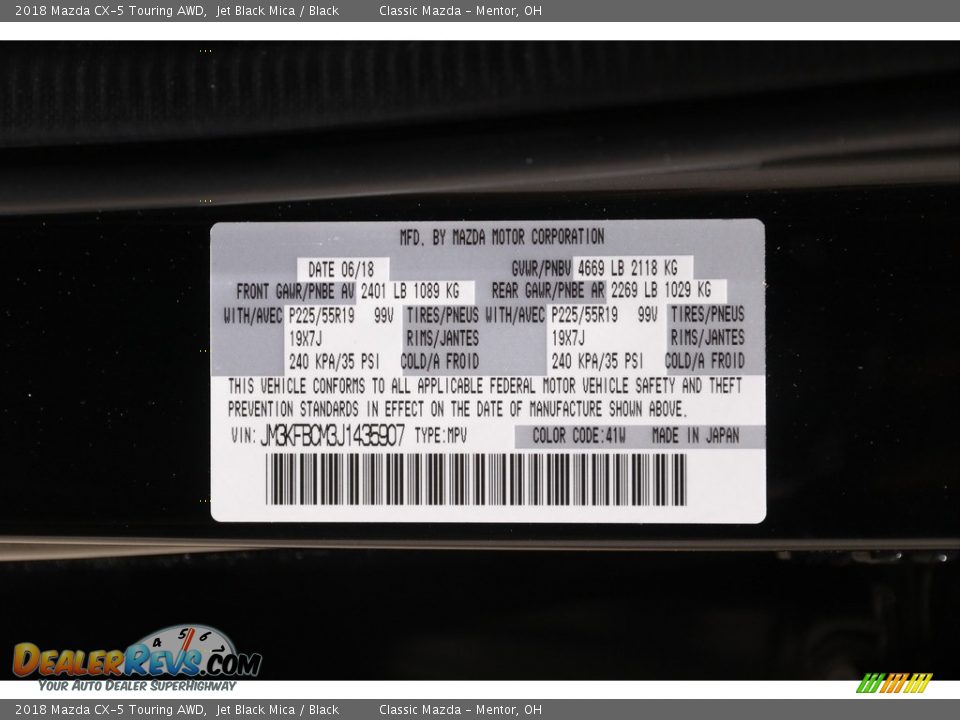 2018 Mazda CX-5 Touring AWD, Jet Black Mica / Black Classic Mazda - Mentor, OH
MFD. BY MAZDA MOTOR CORPORATION
DATE 06/18 GVWR/PNBV 4669 LB 2118 KG
FRONT GAWR/PNBE AV 2401 LB 1089 KG REAR GAWR/PNBE AR 2269 LB 1029 KG
WITH/AVEC P225/55R19 99V TIRES/PNEUS WITH/AVEC P225/55R19 99V TIRES/PNEUS
19X7J RIMS/JANTES 19X7J RIMS/JANTES
240 KPA/35 PSI COLD/A FROID 240 KPA/35 PSI COLD/A FROID
THIS VEHICLE CONFORMS TO ALL APPLICABLE FEDERAL MOTOR VEHICLE SAFETY AND THEFT
PREVENTION STANDARDS IN EFFECT ON THE DATE OF MANUFACTURE SHOWN ABOVE.
VIN: JM3KFBCM3J1435907 TYPE:MPV COLOR CODE:41W MADE IN JAPAN
4 5 6 7
DEALERREVS.COM
YOUR AUTO DEALER SUPERHIGHWAY
2018 Mazda CX-5 Touring AWD, Jet Black Mica / Black Classic Mazda - Mentor, OH